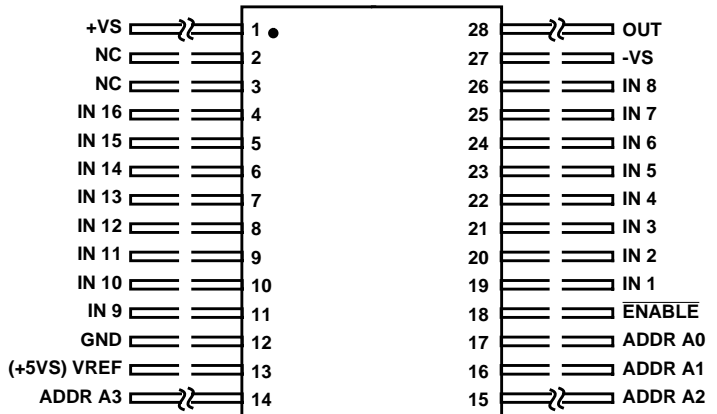 +VS 1 28 OUT
NC 2 27 -VS
NC 3 26 IN 8
IN 16 4 25 IN 7
IN 15 5 24 IN 6
IN 14 6 23 IN 5
IN 13 7 22 IN 4
IN 12 8 21 IN 3
IN 11 9 20 IN 2
IN 10 10 19 IN 1
IN 9 11 18 ENABLE
GND 12 17 ADDR A0
(+5VS) VREF 13 16 ADDR A1
ADDR A3 14 15 ADDR A2